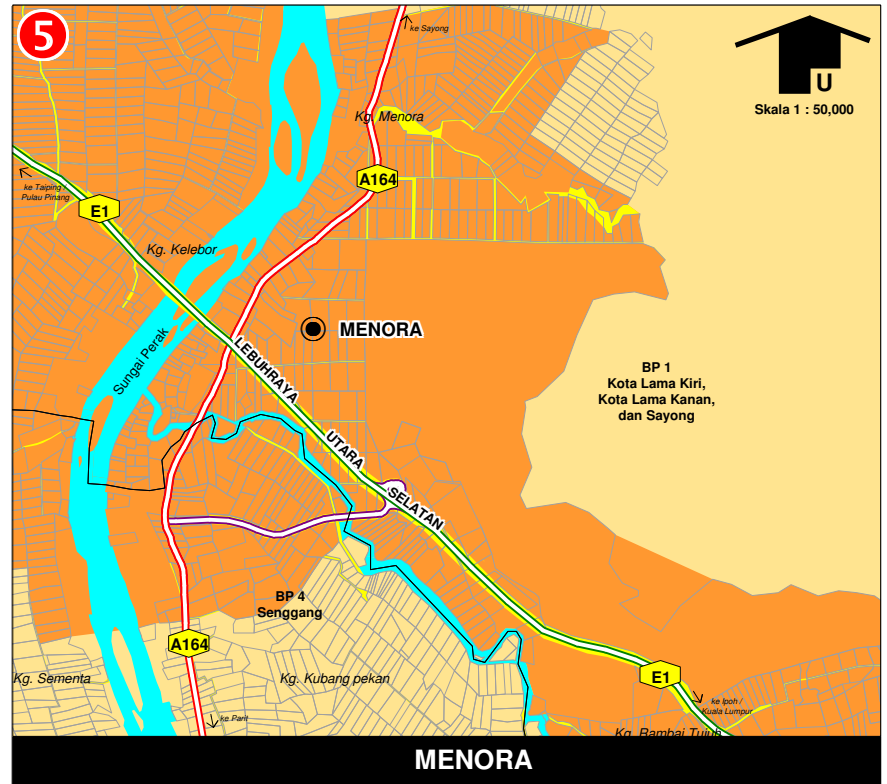 5
ke Sayong
U
Skala 1 : 50,000
Kg. Menora
A164
ke Taiping /
Pulau Pinang
E1
Kg. Kelebor
MENORA
Sungai Perak
LEBUHRAYA
UTARA
SELATAN
BP 1
Kota Lama Kiri,
Kota Lama Kanan,
dan Sayong
BP 4
Senggang
A164
Kg. Sementa
Kg. Kubang pekan
E1
ke Ipoh /
Kuala Lumpur
ke Parit
Kg. Rambai Tujuh
MENORA